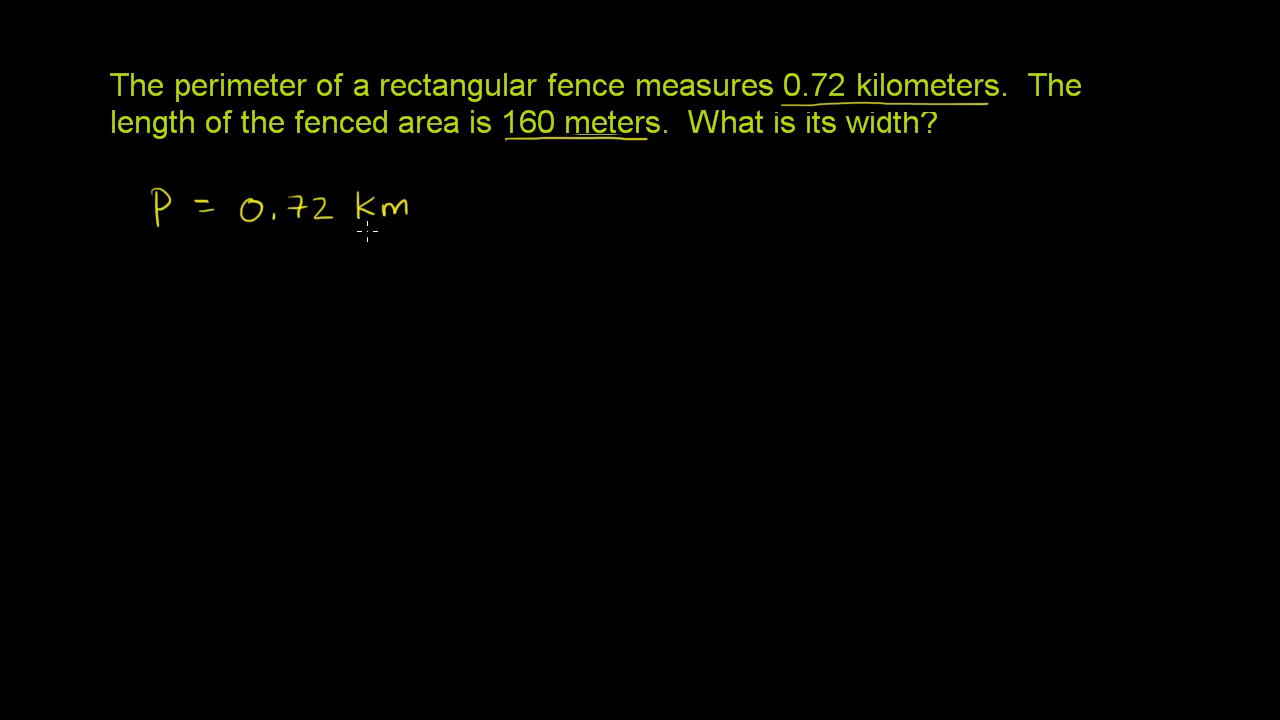 The perimeter of a rectangular fence measures 0.72 kilometers. The
length of the fenced area is 160 meters. What is its width?
P = 0.72 km